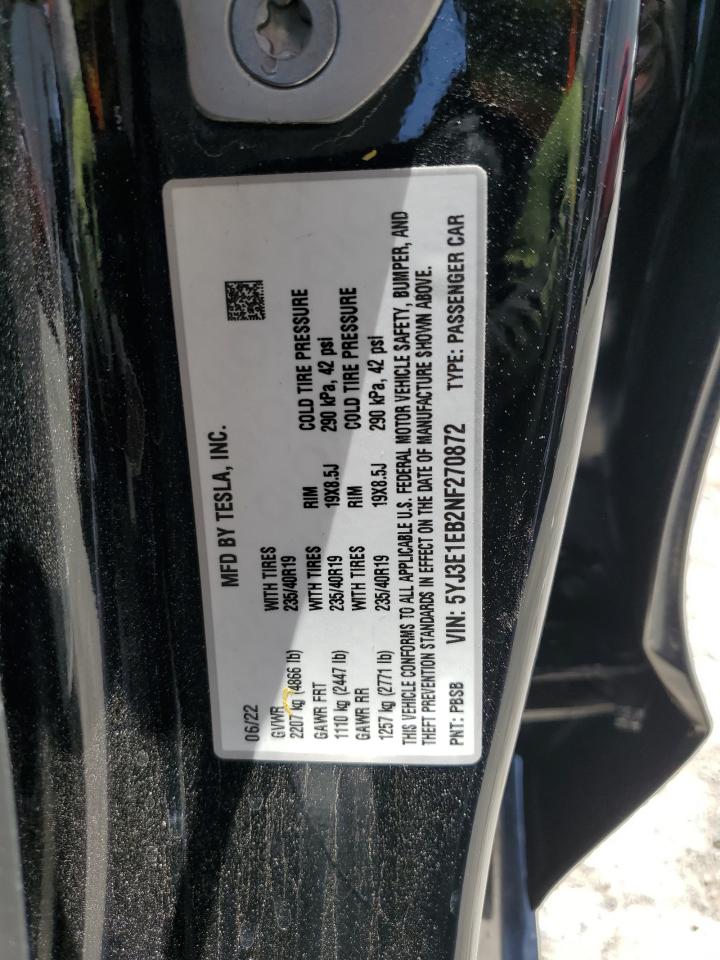 MFD BY TESLA, INC.
06/22
GVWR WITH TIRES RIM COLD TIRE PRESSURE
2207 kg (4866 lb) 235/40R19 19X8.5J 290 kPa, 42 psi
GAWR FRT WITH TIRES RIM COLD TIRE PRESSURE
1110 kg (2447 lb) 235/40R19 19X8.5J 290 kPa, 42 psi
GAWR RR WITH TIRES
1257 kg (2771 lb) 235/40R19
THIS VEHICLE CONFORMS TO ALL APPLICABLE U.S. FEDERAL MOTOR VEHICLE SAFETY, BUMPER, AND
THEFT PREVENTION STANDARDS IN EFFECT ON THE DATE OF MANUFACTURE SHOWN ABOVE.
PNT: PBSB VIN: 5YJ3E1EB2NF270872 TYPE: PASSENGER CAR